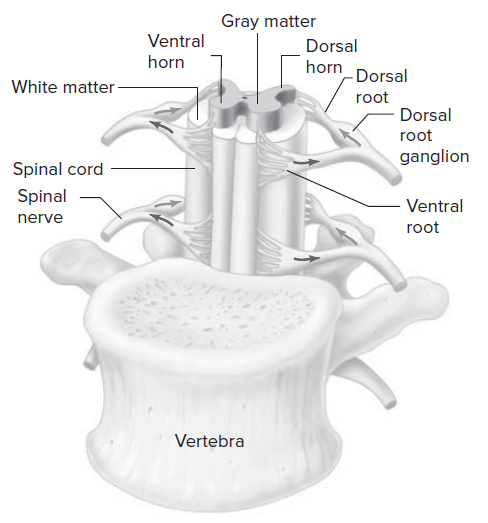 Gray matter
Ventral
horn
Dorsal
horn
White matter
Dorsal
root
Dorsal
root
ganglion
Spinal cord
Spinal
nerve
Ventral
root
Vertebra